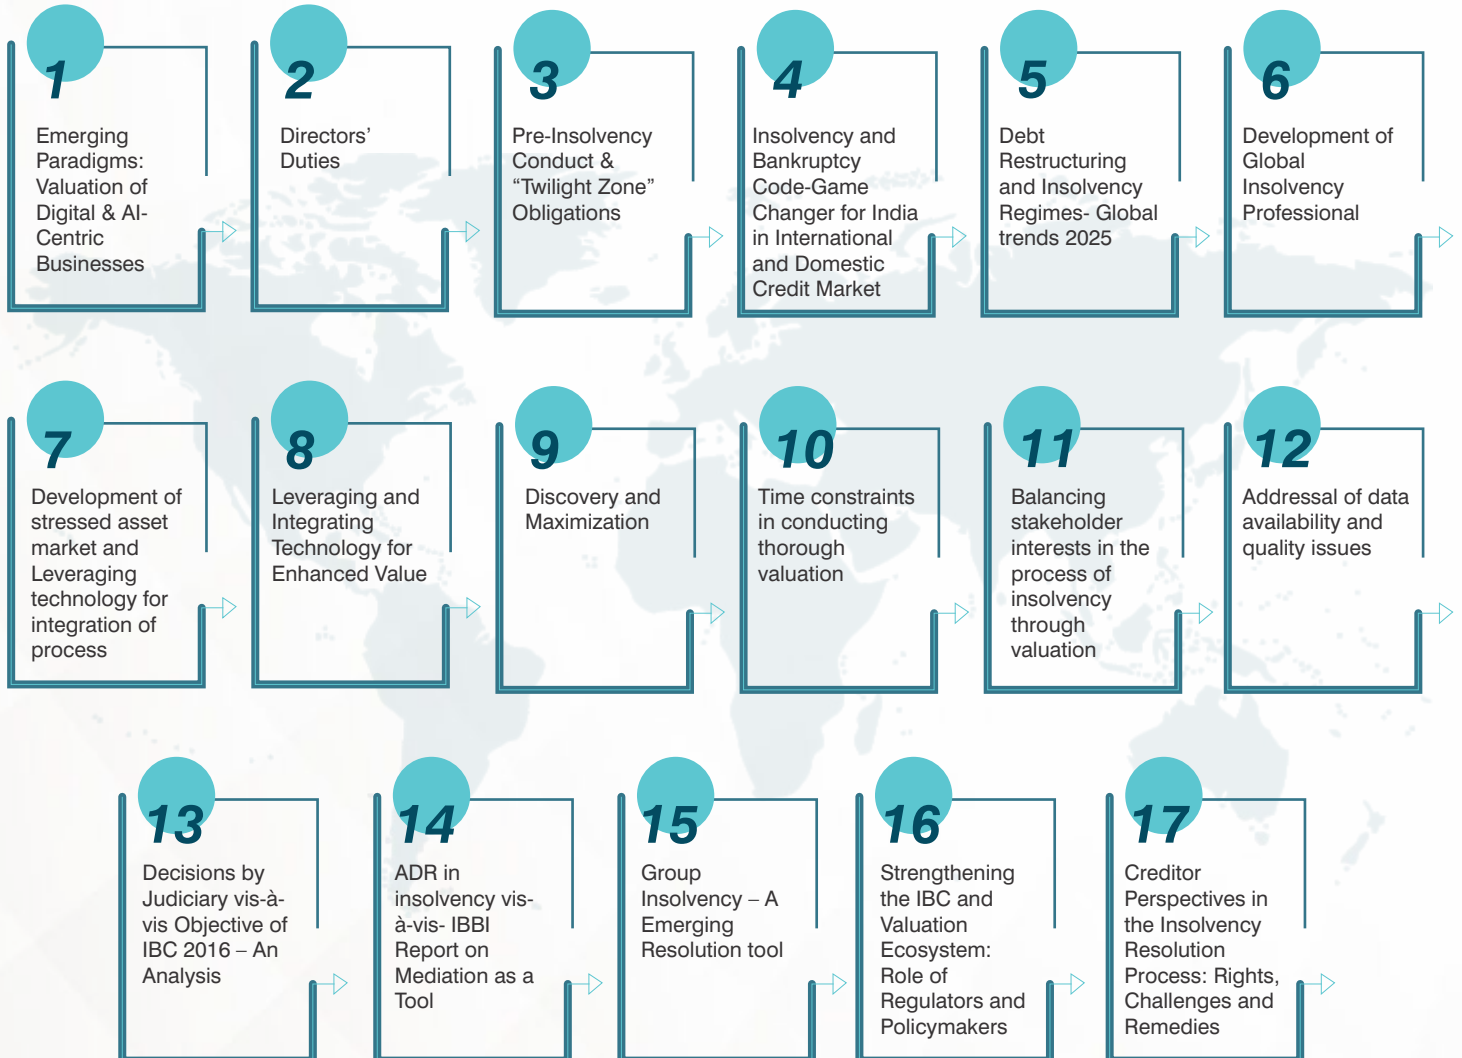 1
Emerging
Paradigms:
Valuation of
Digital & AI-
Centric
Businesses
2
Directors’
Duties
3
Pre-Insolvency
Conduct &
“Twilight Zone”
Obligations
4
Insolvency and
Bankruptcy
Code-Game
Changer for India
in International
and Domestic
Credit Market
5
Debt
Restructuring
and Insolvency
Regimes- Global
trends 2025
6
Development of
Global
Insolvency
Professional
7
Development of
stressed asset
market and
Leveraging
technology for
integration of
process
8
Leveraging and
Integrating
Technology for
Enhanced Value
9
Discovery and
Maximization
10
Time constraints
in conducting
thorough
valuation
11
Balancing
stakeholder
interests in the
process of
insolvency
through
valuation
12
Addressal of data
availability and
quality issues
13
Decisions by
Judiciary vis-à-
vis Objective of
IBC 2016 – An
Analysis
14
ADR in
insolvency vis-
à-vis- IBBI
Report on
Mediation as a
Tool
15
Group
Insolvency – A
Emerging
Resolution tool
16
Strengthening
the IBC and
Valuation
Ecosystem:
Role of
Regulators and
Policymakers
17
Creditor
Perspectives in
the Insolvency
Resolution
Process: Rights,
Challenges and
Remedies